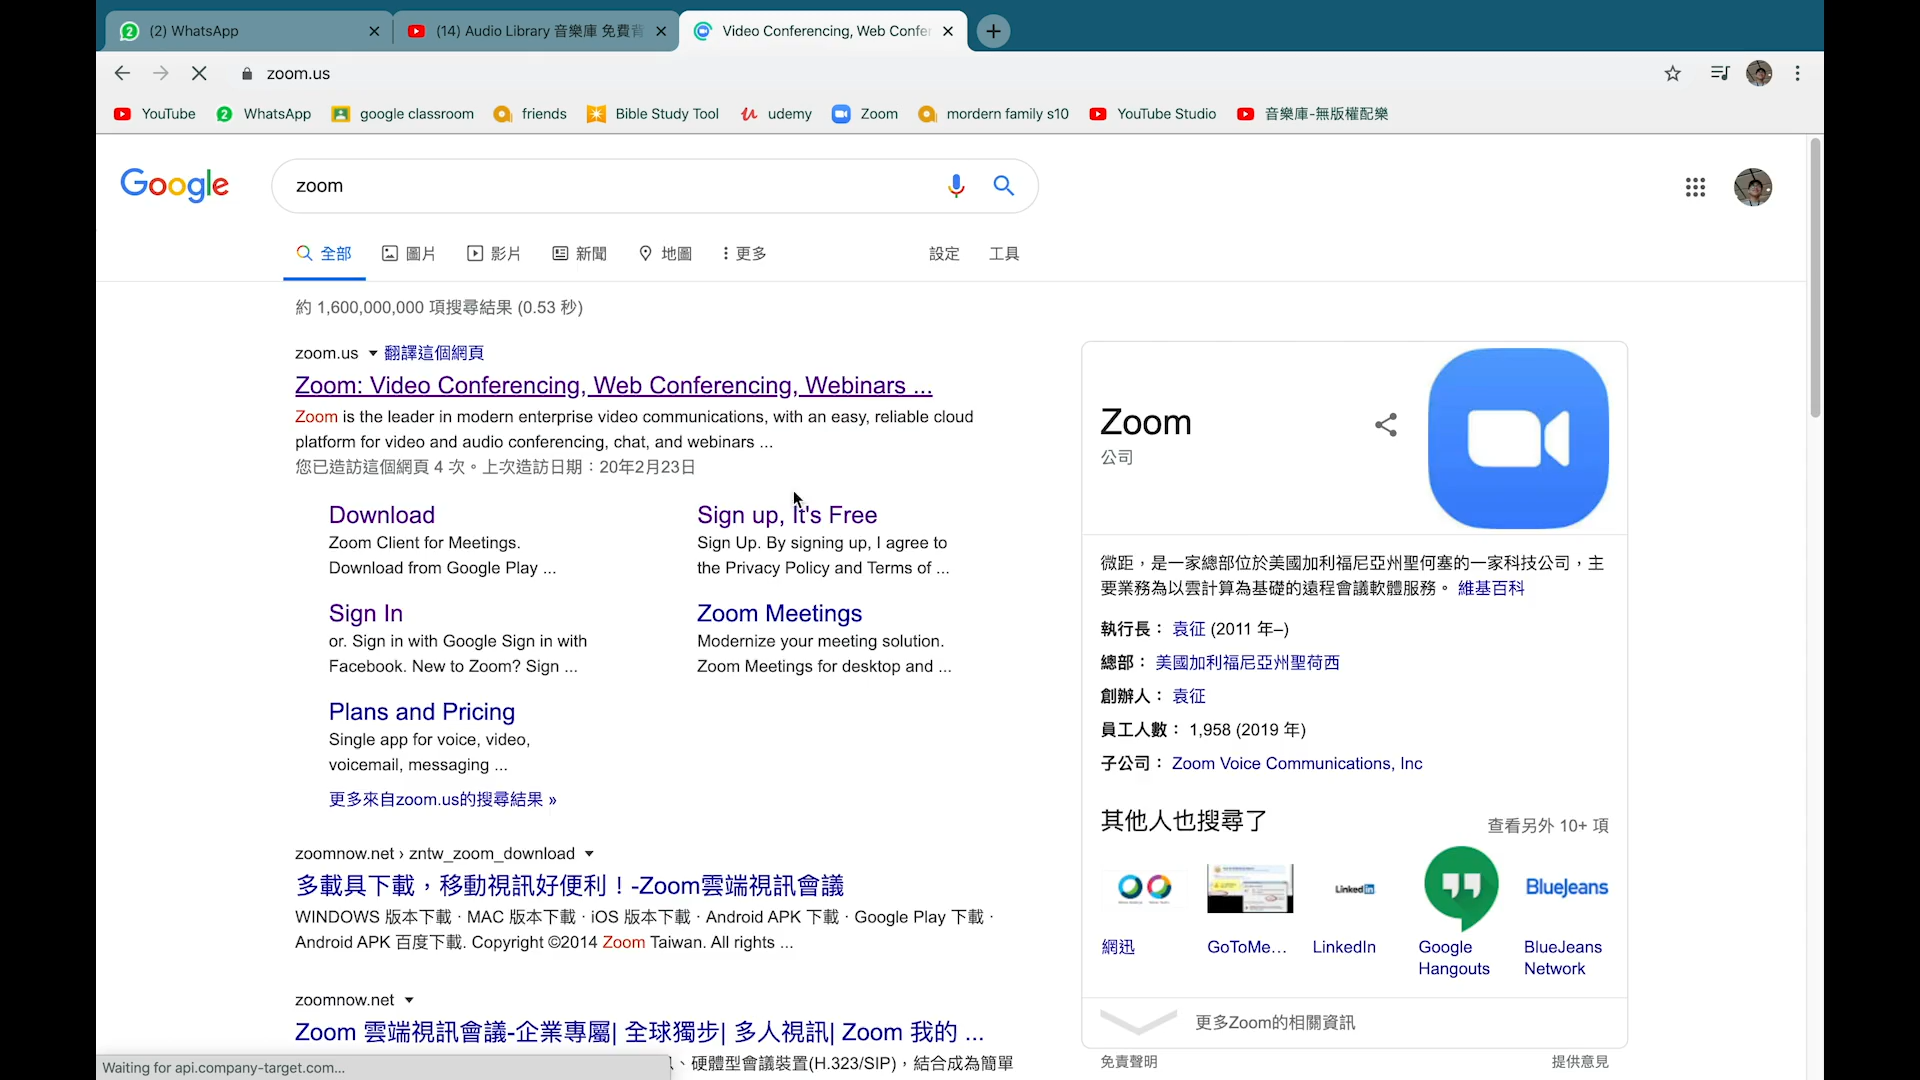 (2) WhatsApp
(14) Audio Library 音樂庫 免費背
Video Conferencing, Web Confer
zoom.us
YouTube
WhatsApp
google classroom
friends
Bible Study Tool
udemy
Zoom
mordern family s10
YouTube Studio
音樂庫-無版權配樂
Google
zoom
全部
圖片
影片
新聞
地圖
更多
設定
工具
約 1,600,000,000 項搜尋結果 (0.53 秒)
zoom.us 翻譯這個網頁
Zoom: Video Conferencing, Web Conferencing, Webinars ...
Zoom is the leader in modern enterprise video communications, with an easy, reliable cloud
platform for video and audio conferencing, chat, and webinars ...
您已造訪這個網頁 4 次。上次造訪日期：20年2月23日
Download
Zoom Client for Meetings.
Download from Google Play ...
Sign up, It's Free
Sign Up. By signing up, I agree to
the Privacy Policy and Terms of ...
Sign In
or. Sign in with Google Sign in with
Facebook. New to Zoom? Sign ...
Zoom Meetings
Modernize your meeting solution.
Zoom Meetings for desktop and ...
Plans and Pricing
Single app for voice, video,
voicemail, messaging ...
更多來自zoom.us的搜尋結果 »
zoomnow.net › zntw_zoom_download
多載具下載，移動視訊好便利！-Zoom雲端視訊會議
WINDOWS 版本下載 · MAC 版本下載 · iOS 版本下載 · Android APK 下載 · Google Play 下載 ·
Android APK 百度下載. Copyright ©2014 Zoom Taiwan. All rights ...
zoomnow.net
Zoom 雲端視訊會議-企業專屬| 全球獨步| 多人視訊| Zoom 我的 ...
、硬體型會議裝置(H.323/SIP)，結合成為簡單
Waiting for api.company-target.com...
Zoom
公司
微距，是一家總部位於美國加利福尼亞州聖何塞的一家科技公司，主
要業務為以雲計算為基礎的遠程會議軟體服務。 維基百科
執行長： 袁征 (2011 年–)
總部： 美國加利福尼亞州聖荷西
創辦人： 袁征
員工人數： 1,958 (2019 年)
子公司： Zoom Voice Communications, Inc
其他人也搜尋了
查看另外 10+ 項
Linked in
BlueJeans
網迅
GoToMe...
LinkedIn
Google
Hangouts
BlueJeans
Network
更多Zoom的相關資訊
免責聲明
提供意見